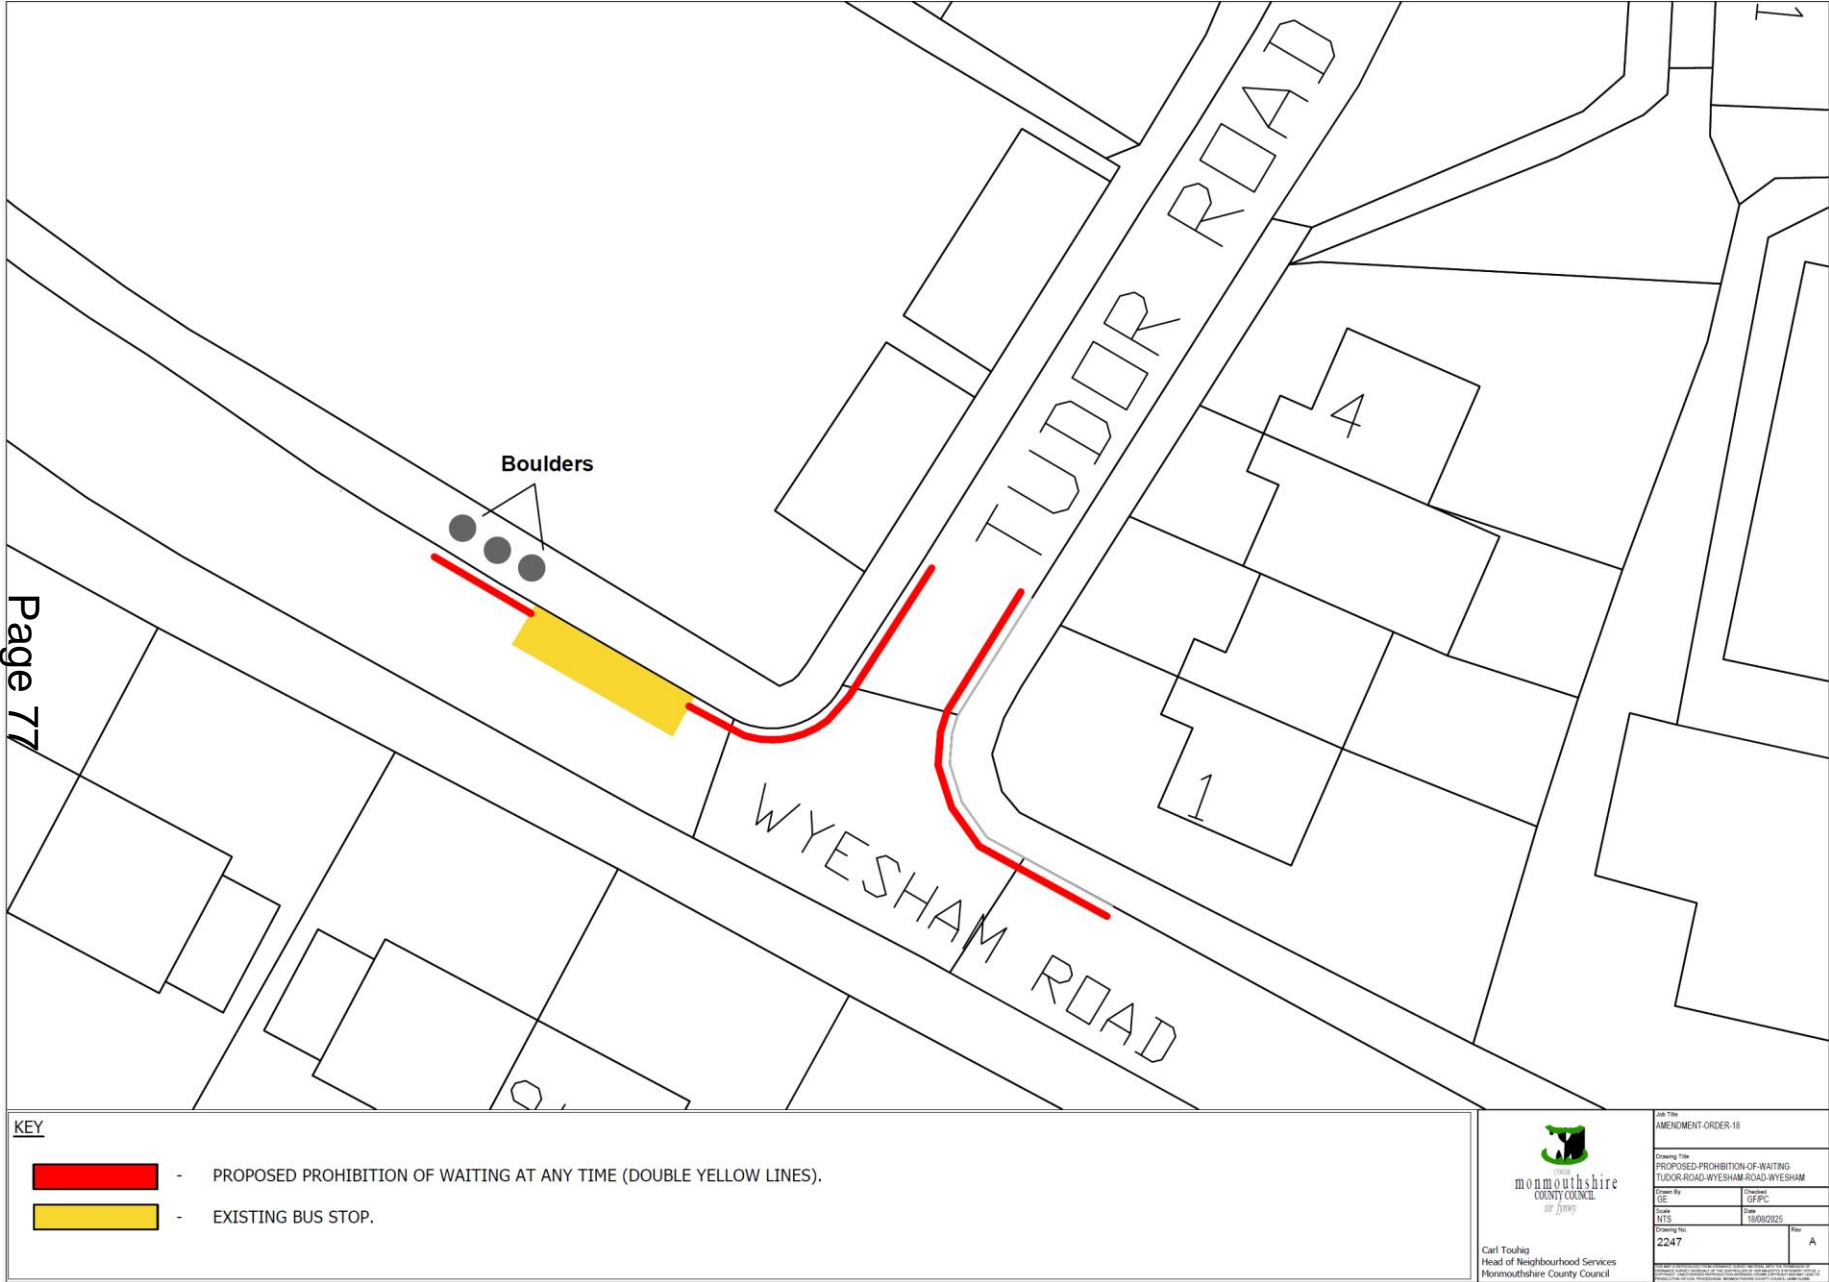 TUDOR ROAD
1
4
Boulders
Page 77
1
WYESHAM ROAD
KEY
- PROPOSED PROHIBITION OF WAITING AT ANY TIME (DOUBLE YELLOW LINES).
- EXISTING BUS STOP.
monmouthshire
COUNTY COUNCIL
sir fynwy
Carl Touhig
Head of Neighbourhood Services
Monmouthshire County Council
Job Title
AMENDMENT-ORDER-18
Drawing Title
PROPOSED-PROHIBITION-OF-WAITING
TUDOR-ROAD-WYESHAM-ROAD-WYESHAM
Drawn By
GE
Checked
GF/PC
Scale
NTS
Date
18/08/2025
Drawing No.
2247
Rev
A